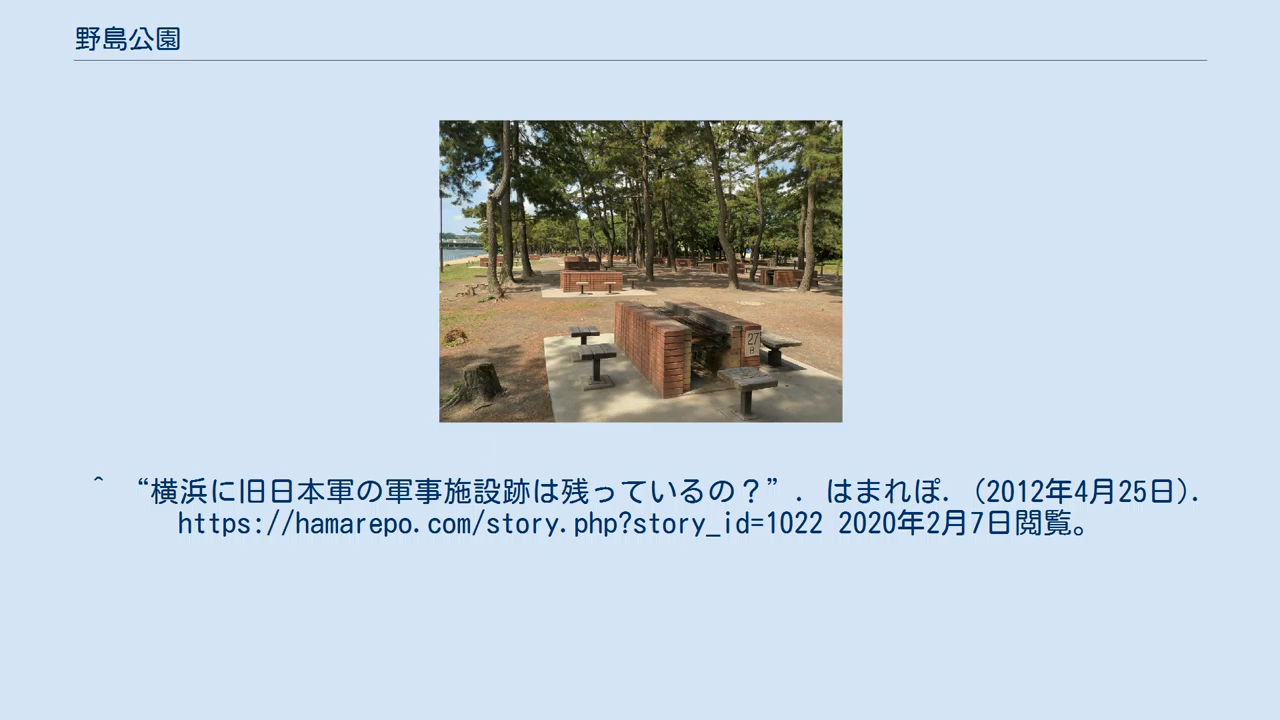 野島公園
27
^ “横浜に旧日本軍の軍事施設跡は残っているの？”. はまれぽ. (2012年4月25日).
https://hamarepo.com/story.php?story_id=1022 2020年2月7日閲覧。